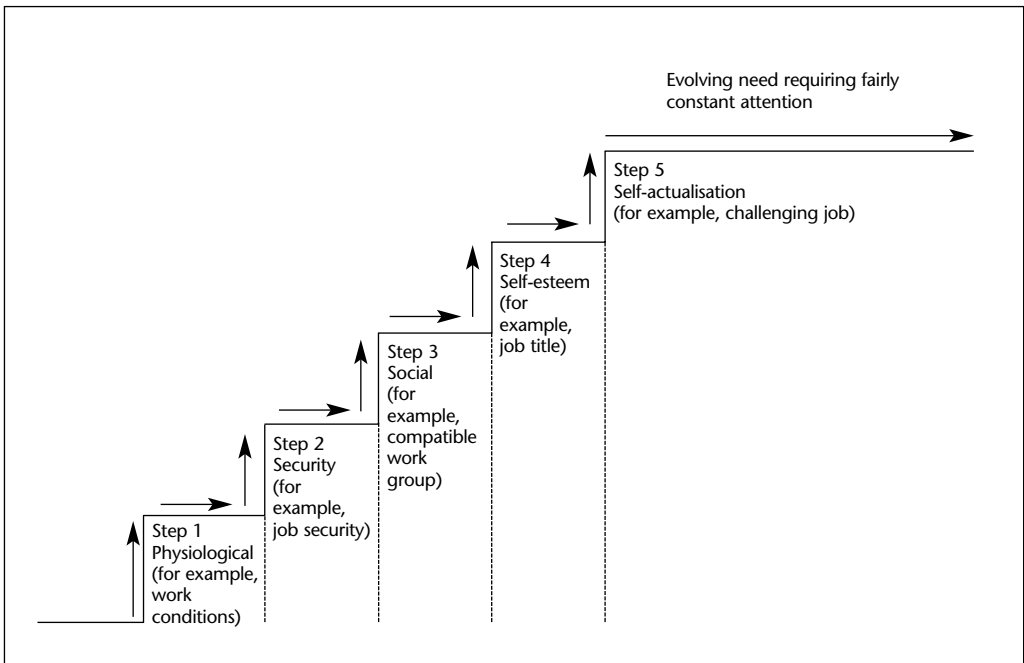 Evolving need requiring fairly
constant attention
Step 5
Self-actualisation
(for example, challenging job)
Step 4
Self-esteem
(for
example,
job title)
Step 3
Social
(for
example,
compatible
work
group)
Step 2
Security
(for
example,
job security)
Step 1
Physiological
(for example,
work
conditions)